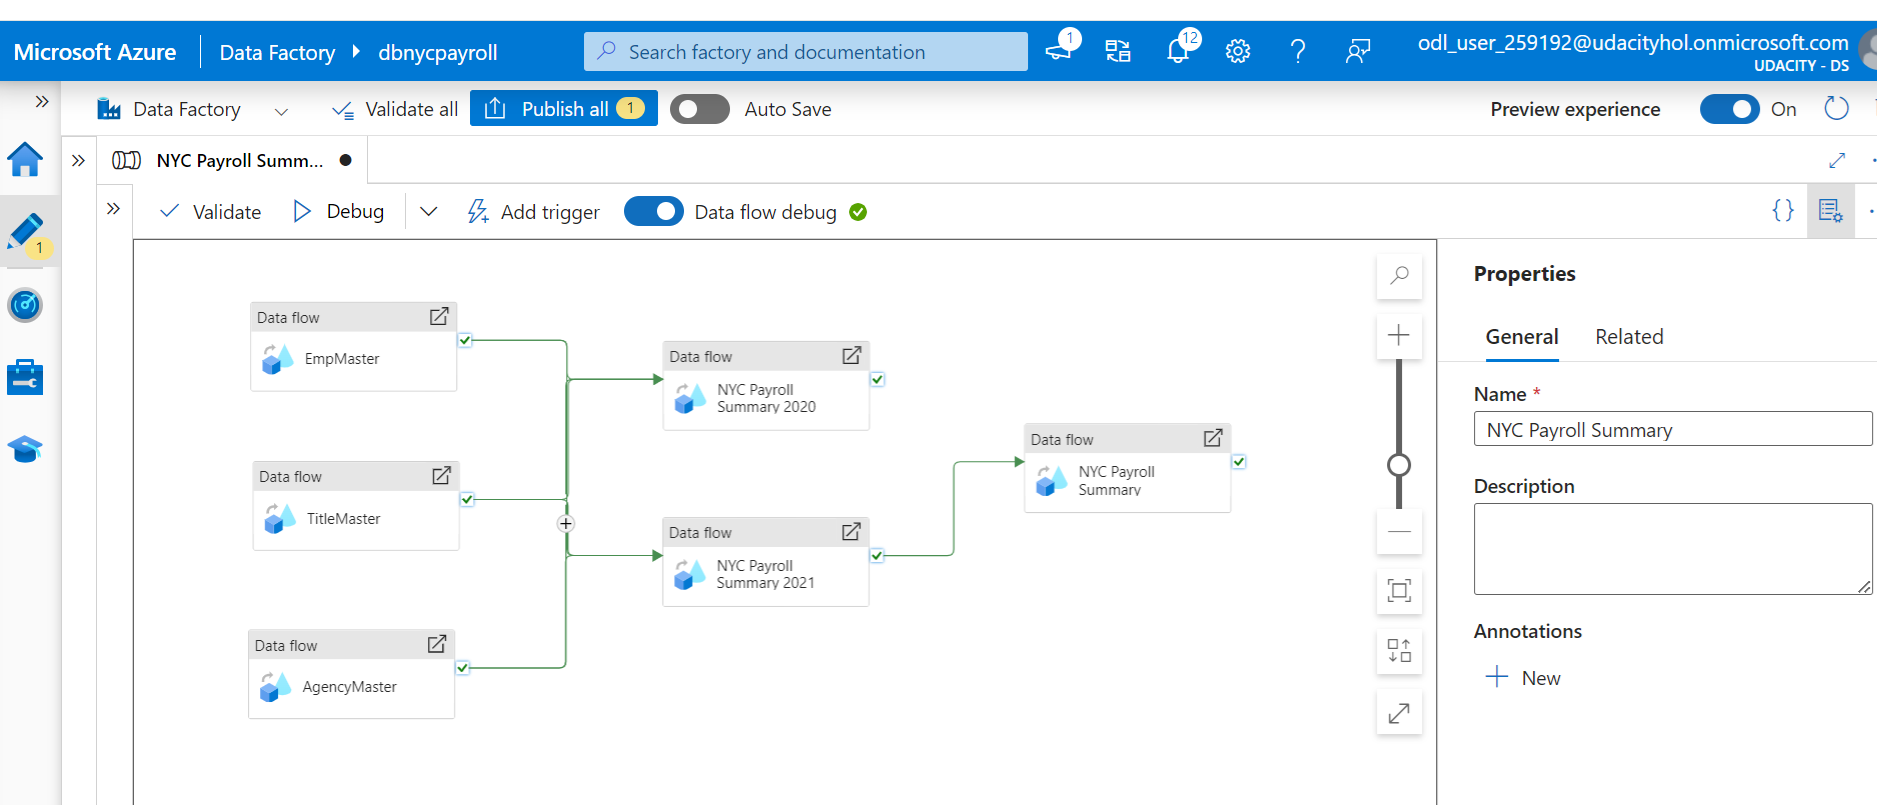 Microsoft Azure
Data Factory
dbnycpayroll
Search factory and documentation
1
12
odl_user_259192@udacityhol.onmicrosoft.com
UDACITY - DS
Data Factory
Validate all
Publish all 1
Auto Save
Preview experience
On
NYC Payroll Summ...
1
Validate
Debug
Add trigger
Data flow debug
{}
Data flow
EmpMaster
Data flow
TitleMaster
Data flow
AgencyMaster
Data flow
NYC Payroll
Summary 2020
Data flow
NYC Payroll
Summary 2021
Data flow
NYC Payroll
Summary
Properties
General
Related
Name *
NYC Payroll Summary
Description
Annotations
New